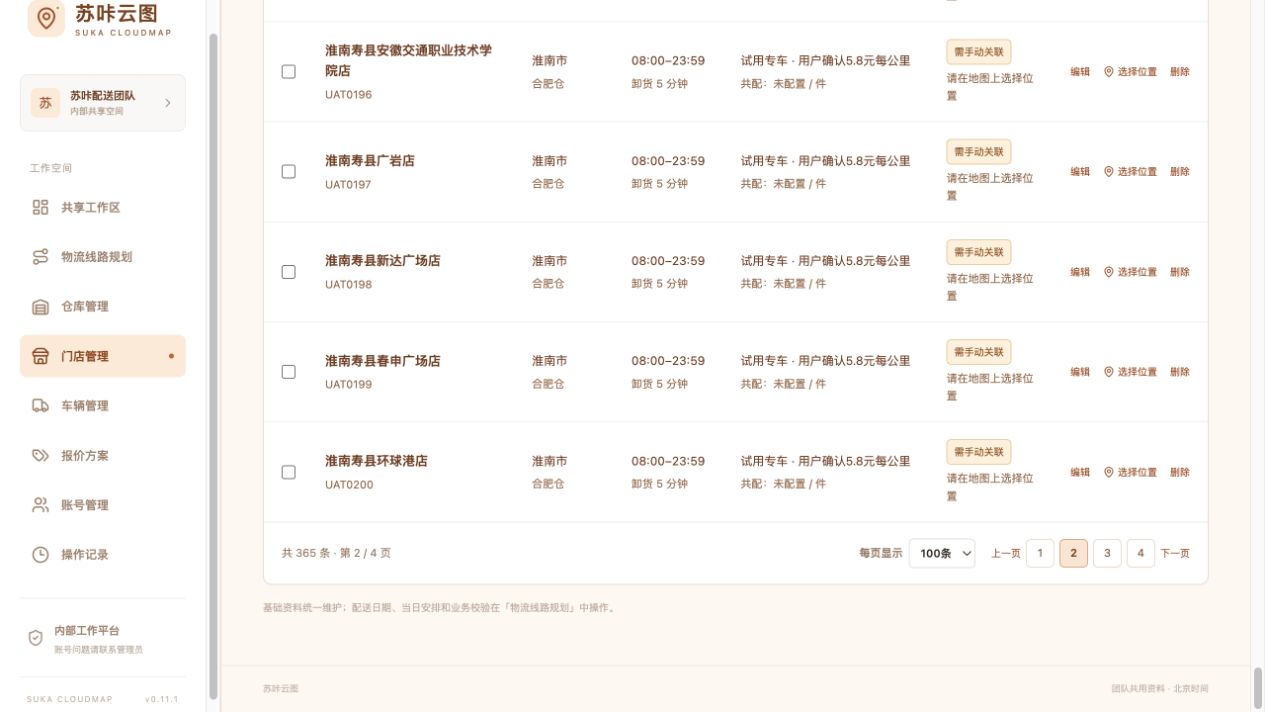 苏咔云图
SUKA CLOUDMAP
苏
苏咔配送团队
内部共享空间
工作空间
共享工作区
物流线路规划
仓库管理
门店管理
车辆管理
报价方案
账号管理
操作记录
内部工作平台
账号问题请联系管理员
SUKA CLOUDMAP v0.11.1
淮南寿县安徽交通职业技术学
院店
UAT0196
淮南市
合肥仓
08:00–23:59
卸货 5 分钟
试用专车 · 用户确认5.8元每公里
共配：未配置 / 件
需手动关联
请在地图上选择位
置
编辑 选择位置 删除
淮南寿县广岩店
UAT0197
淮南市
合肥仓
08:00–23:59
卸货 5 分钟
试用专车 · 用户确认5.8元每公里
共配：未配置 / 件
需手动关联
请在地图上选择位
置
编辑 选择位置 删除
淮南寿县新达广场店
UAT0198
淮南市
合肥仓
08:00–23:59
卸货 5 分钟
试用专车 · 用户确认5.8元每公里
共配：未配置 / 件
需手动关联
请在地图上选择位
置
编辑 选择位置 删除
淮南寿县春申广场店
UAT0199
淮南市
合肥仓
08:00–23:59
卸货 5 分钟
试用专车 · 用户确认5.8元每公里
共配：未配置 / 件
需手动关联
请在地图上选择位
置
编辑 选择位置 删除
淮南寿县环球港店
UAT0200
淮南市
合肥仓
08:00–23:59
卸货 5 分钟
试用专车 · 用户确认5.8元每公里
共配：未配置 / 件
需手动关联
请在地图上选择位
置
编辑 选择位置 删除
共 365 条 · 第 2 / 4 页
每页显示 100条 上一页 1 2 3 4 下一页
基础资料统一维护；配送日期、当日安排和业务校验在「物流线路规划」中操作。
苏咔云图
团队共用资料 · 北京时间